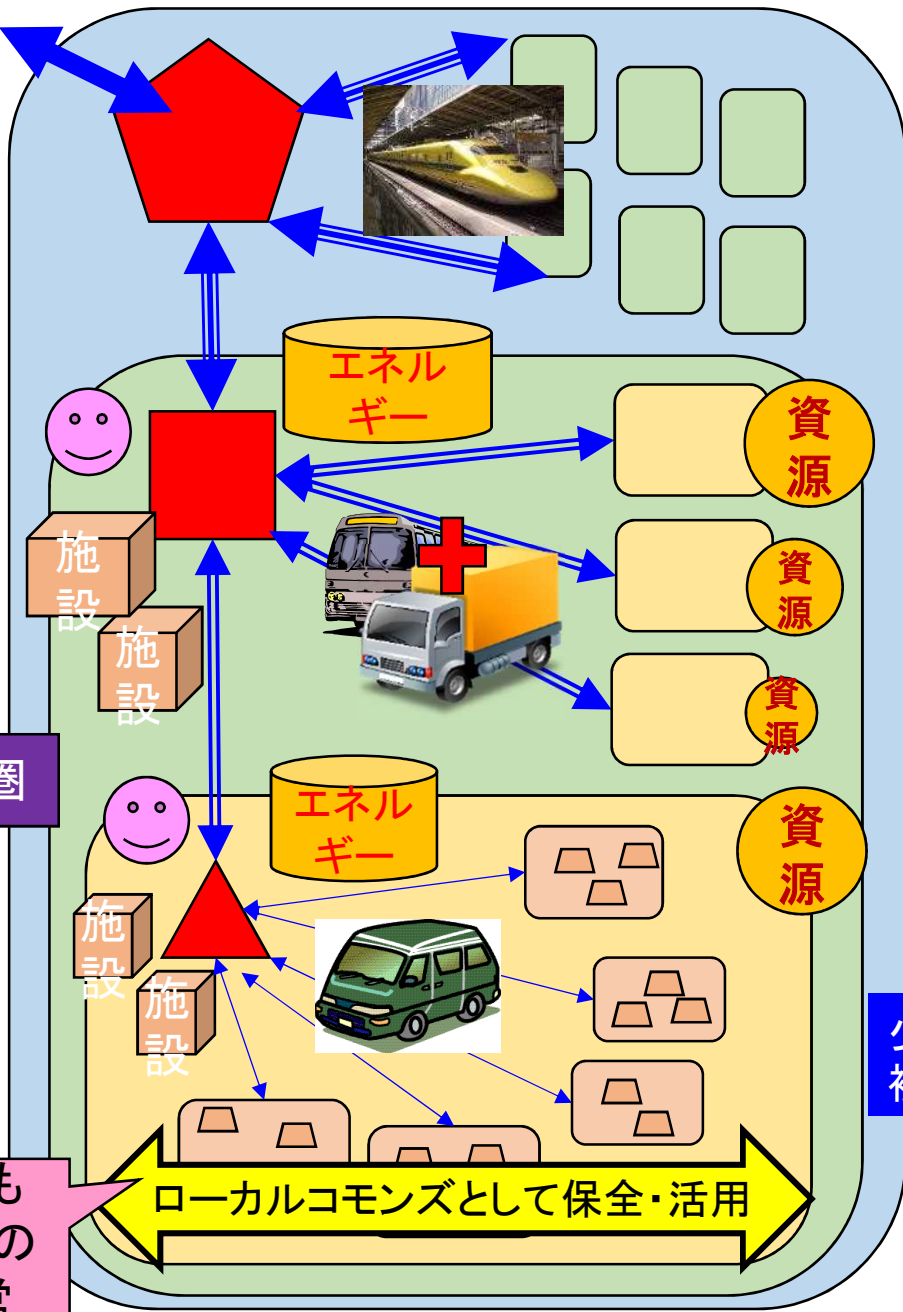 エネル
ギー
資
源
施
設
資
源
施
設
資
源
圏
エネル
ギー
資
源
施
設
施
設
も
の
ローカルコモンズとして保全・活用